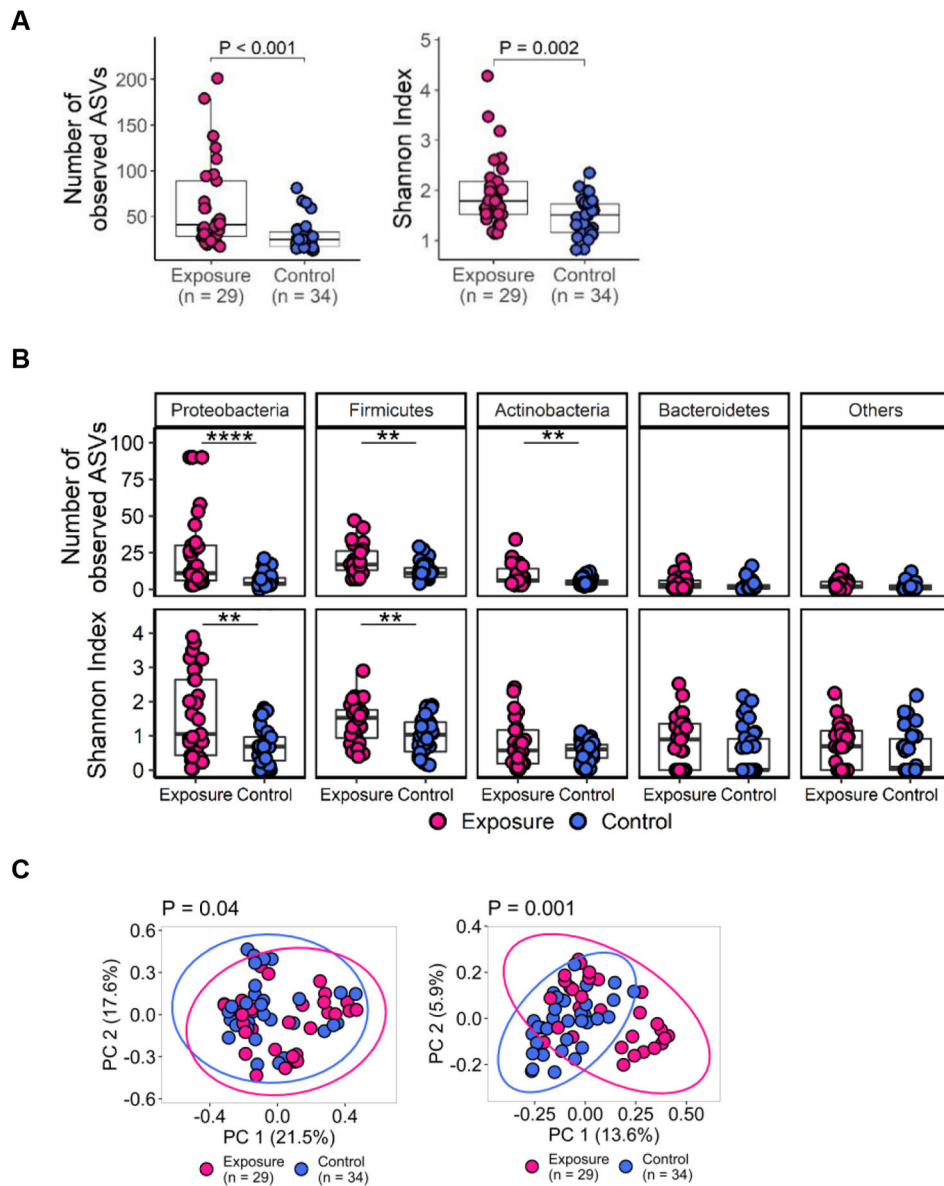 A
P < 0.001
Number of
observed ASVs
200
150
100
50
Exposure
(n = 29)
Control
(n = 34)
P = 0.002
Shannon Index
5
4
3
2
1
Exposure
(n = 29)
Control
(n = 34)
B
Proteobacteria
Firmicutes
Actinobacteria
Bacteroidetes
Others
Number of
observed ASVs
100
75
50
25
0
****
**
**
Shannon Index
4
3
2
1
0
**
**
Exposure Control
Exposure Control
Exposure Control
Exposure Control
Exposure Control
Exposure
Control
C
P = 0.04
PC 2 (17.6%)
0.6
0.3
0.0
-0.3
-0.6
-0.4
0.0
0.4
PC 1 (21.5%)
Exposure
(n = 29)
Control
(n = 34)
P = 0.001
PC 2 (5.9%)
0.4
0.2
0.0
-0.2
-0.25
0.00
0.25
0.50
PC 1 (13.6%)
Exposure
(n = 29)
Control
(n = 34)